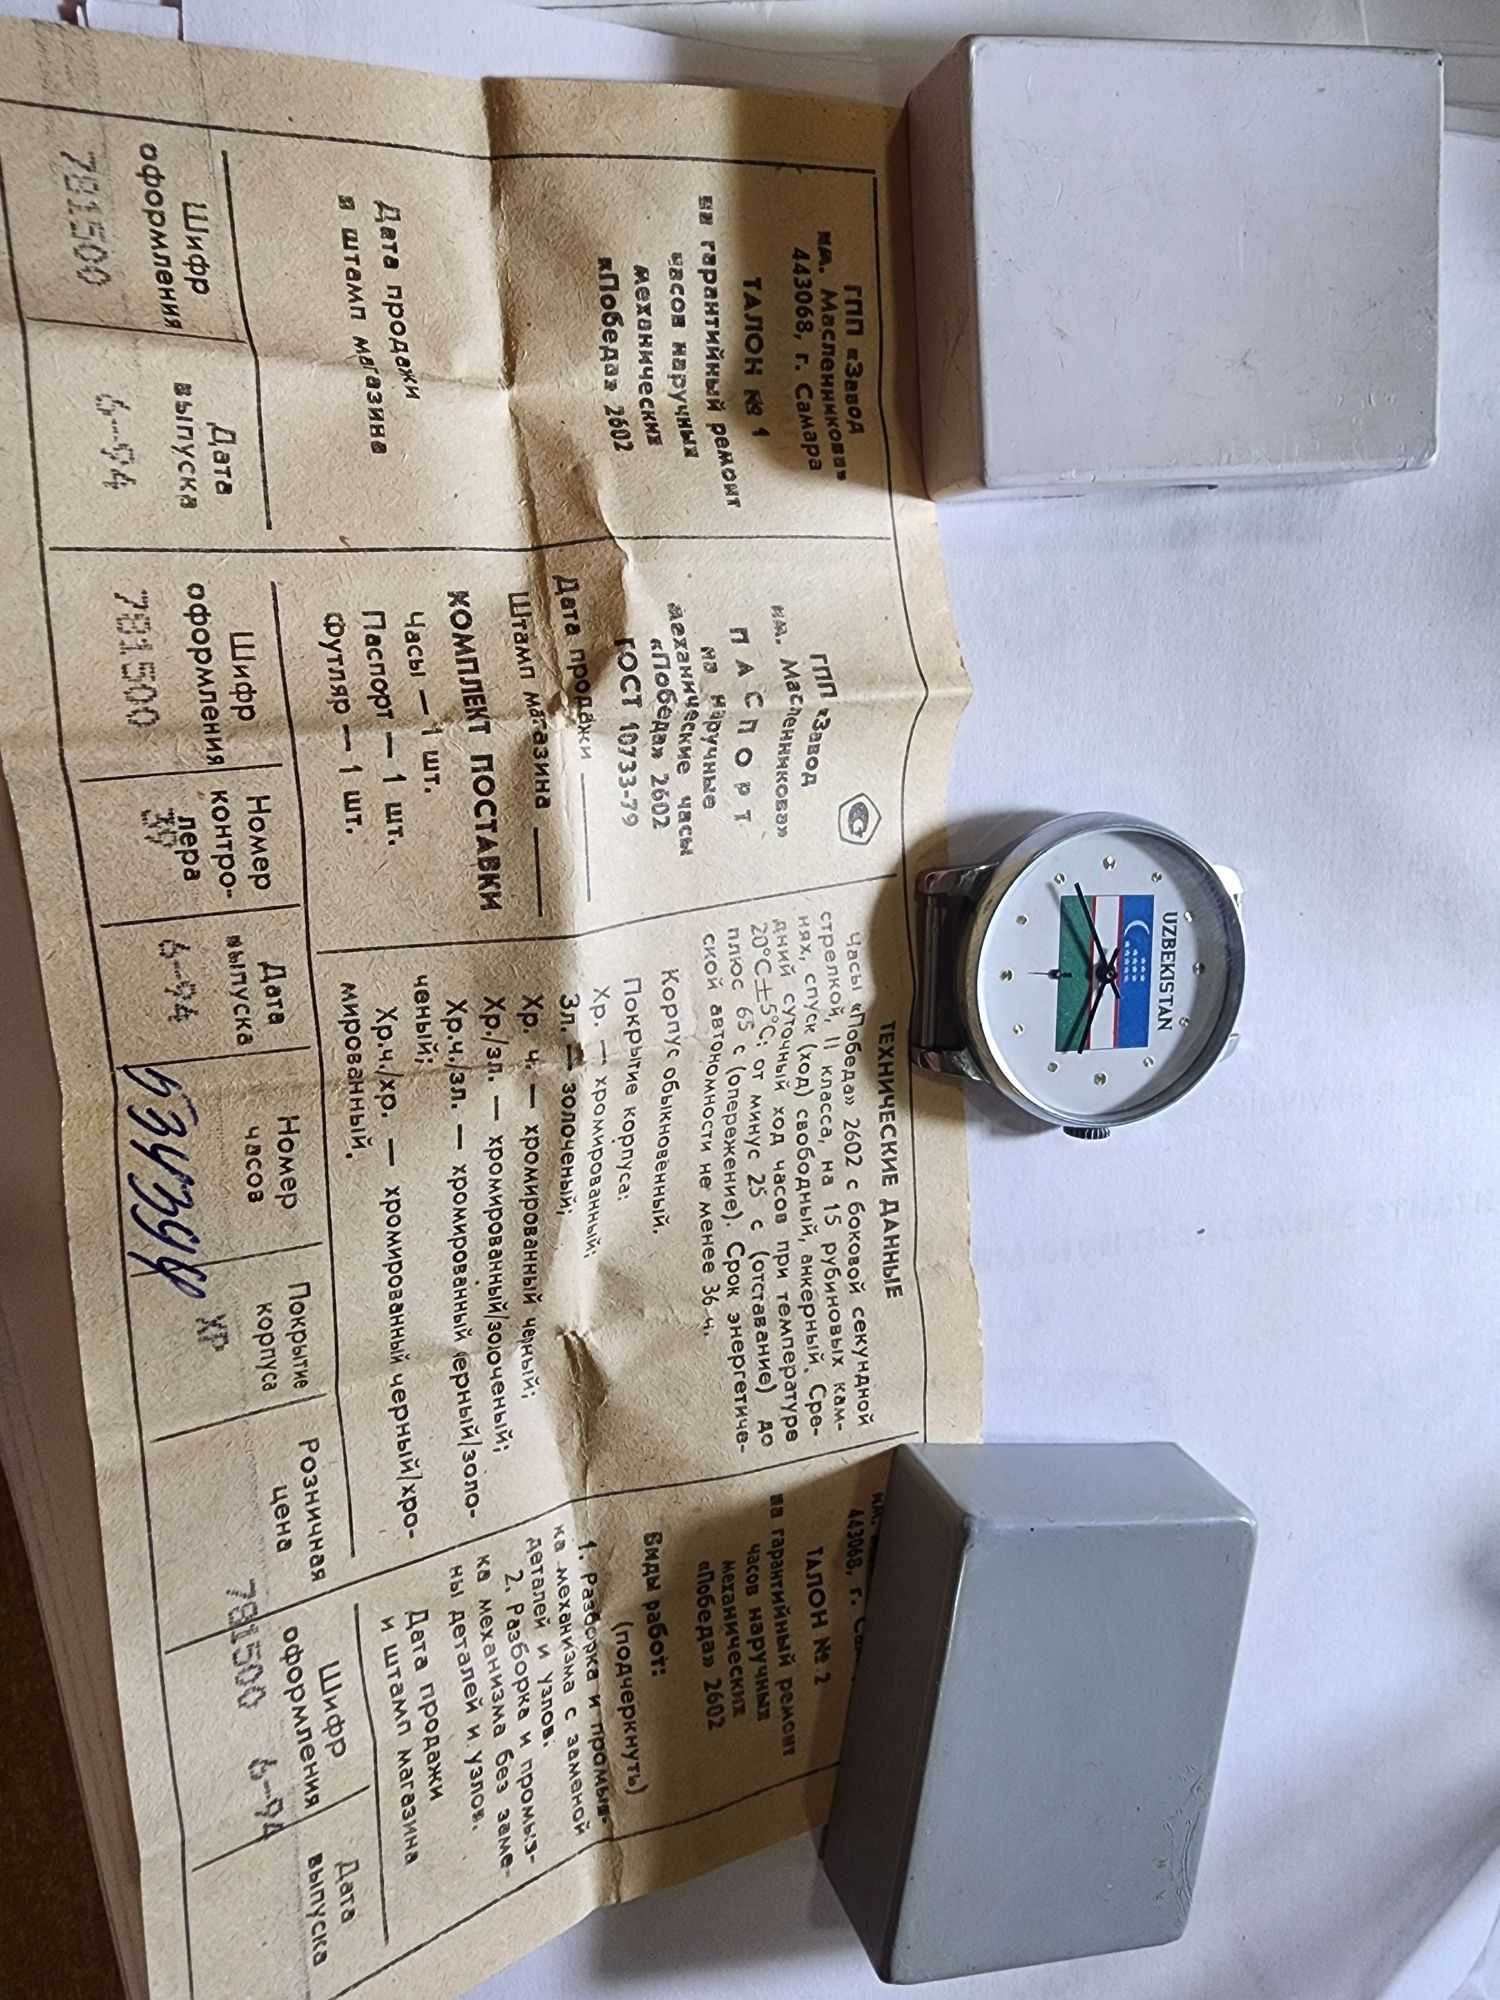 ГПП «Завод
им. Масленникова»
443068, г. Самара
ТАЛОН № 1
на гарантийный ремонт
часов наручных
механических
«Победа» 2602
Дата продажи
и штамп магазина
Шифр
оформления
Дата
выпуска
781500
6—94
ГПП «Завод
им. Масленникова»
ПАСПОРТ
на наручные
механические часы
«Победа» 2602
ГОСТ 10733-79
Дата продажи
Штамп магазина
КОМПЛЕКТ ПОСТАВКИ
Часы — 1 шт.
Паспорт — 1 шт.
Футляр — 1 шт.
ТЕХНИЧЕСКИЕ ДАННЫЕ
Часы «Победа» 2602 с боковой секундной
стрелкой, II класса, на 15 рубиновых кам-
нях, спуск (ход) свободный, анкерный. Сре-
дний суточный ход часов при температуре
20°С±5°С: от минус 25 с (отставание) до
плюс 65 с (опережение). Срок энергетиче-
ской автономности не менее 36 ч.
Корпус обыкновенный.
Покрытие корпуса:
Хр. — хромированный;
Зл. — золоченый;
Хр. ч. — хромированный черный;
Хр./зл. — хромированный/зоюченый;
Хр.ч./зл. — хромированный черный/золо-
ченый;
Хр.ч./хр. — хромированный черный/хро-
мированный.
Шифр
оформления
Номер
контро-
лера
Дата
выпуска
Номер
часов
Покрытие
корпуса
Розничная
цена
781500
6—94
ХР
443068, г.
ТАЛОН № 2
на гарантийный ремонт
часов наручных
механических
«Победа» 2602
Виды работ:
(подчеркнуть)
1. Разборка и промыв-
ка механизма с заменой
деталей и узлов.
2. Разборка и промыв-
ка механизма без заме-
ны деталей и узлов.
Дата продажи
и штамп магазина
Шифр
оформления
Дата
выпуска
781500
6—94
UZBEKISTAN